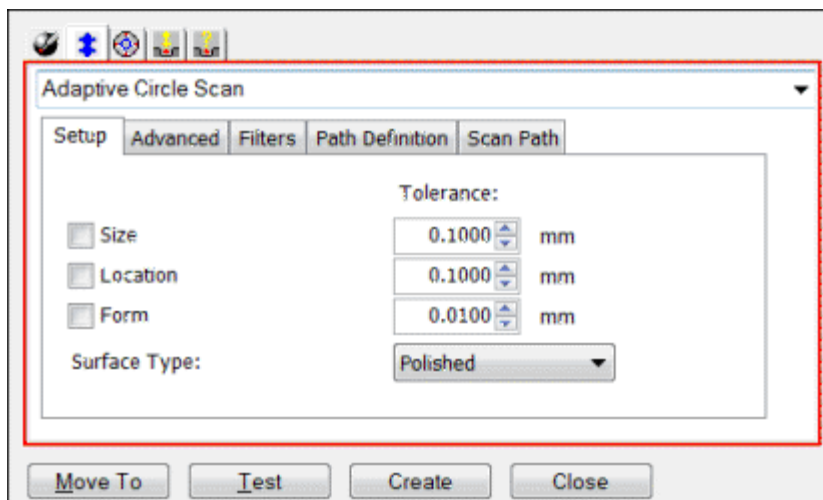 Adaptive Circle Scan
Setup Advanced Filters Path Definition Scan Path
Tolerance:
Size 0.1000 mm
Location 0.1000 mm
Form 0.0100 mm
Surface Type: Polished
Move To Test Create Close